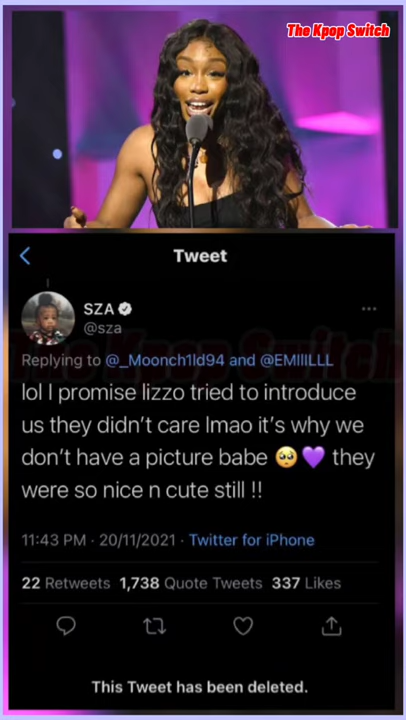 The Kpop Switch
Tweet
SZA
@sza
Replying to @_Moonch1ld94 and @EMIIILLL
lol I promise lizzo tried to introduce
us they didn't care lmao it's why we
don't have a picture babe 🥺💜 they
were so nice n cute still !!
11:43 PM · 20/11/2021 · Twitter for iPhone
22 Retweets 1,738 Quote Tweets 337 Likes
This Tweet has been deleted.